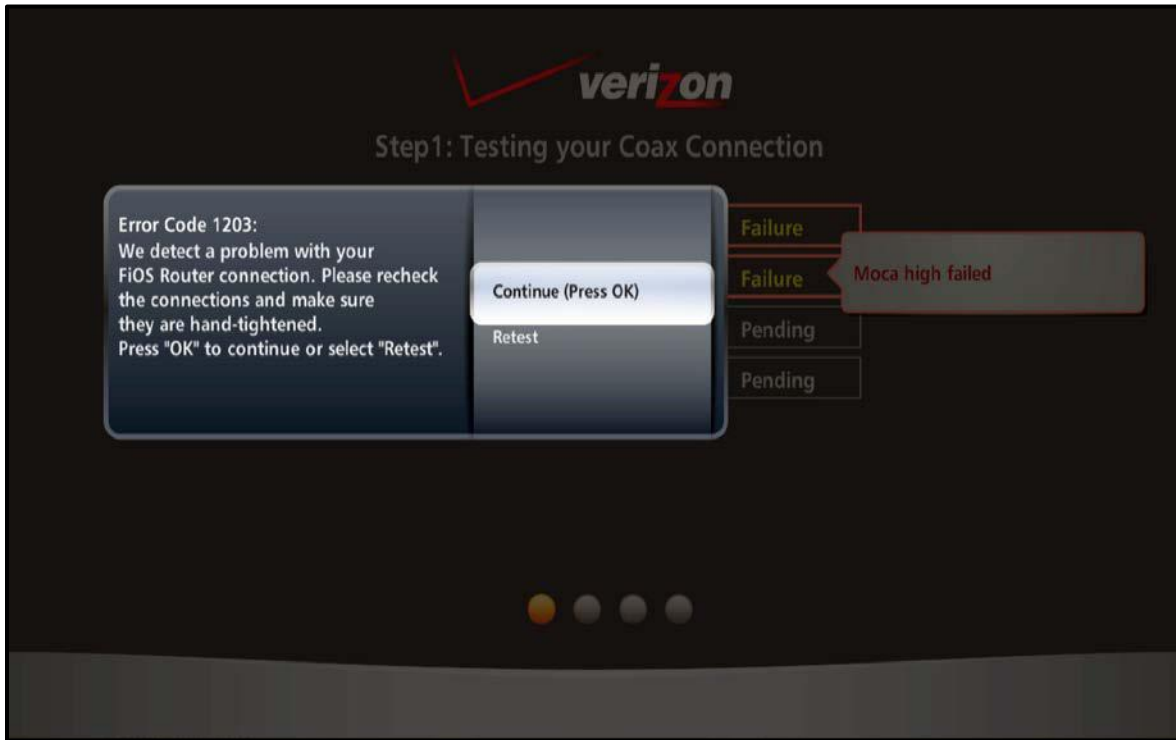 verizon
Step1: Testing your Coax Connection
Error Code 1203:
We detect a problem with your
FiOS Router connection. Please recheck
the connections and make sure
they are hand-tightened.
Press "OK" to continue or select "Retest".
Continue (Press OK)
Retest
Failure
Failure
Moca high failed
Pending
Pending